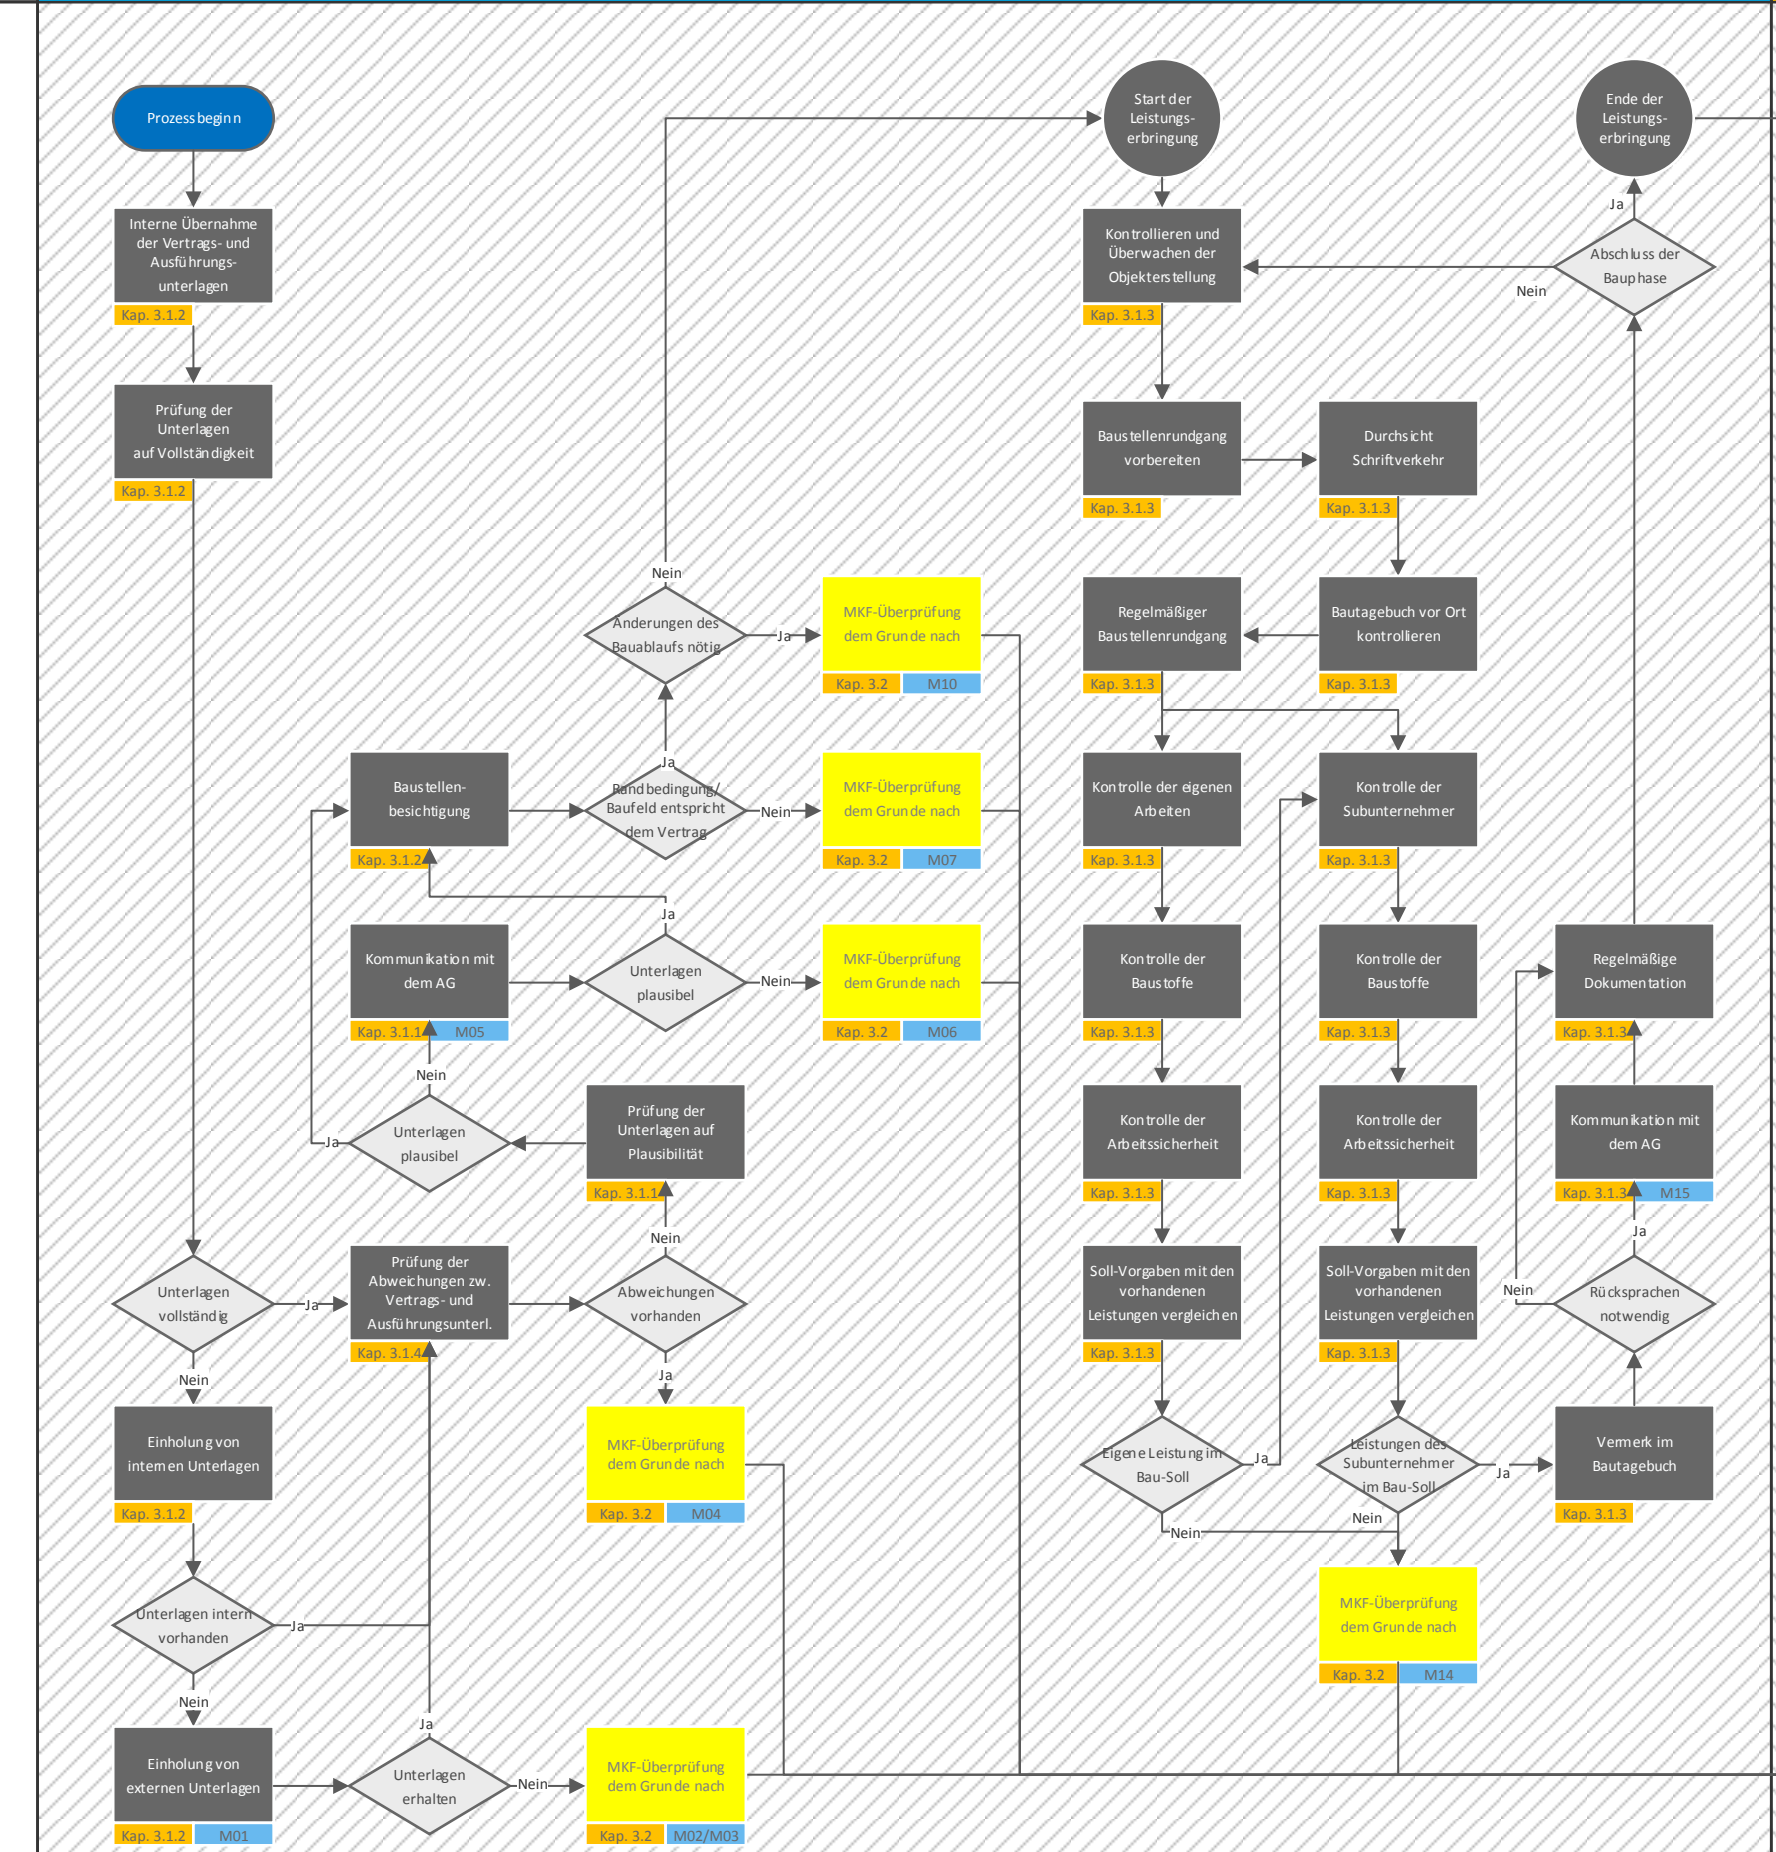 Prozessbeginn
Interne Übernahme
der Vertrags- und
Ausführungs-
unterlagen
Kap. 3.1.2
Prüfung der
Unterlagen
auf Vollständigkeit
Kap. 3.1.2
Unterlagen
vollständig
Ja
Nein
Einholung von
internen Unterlagen
Kap. 3.1.2
Unterlagen intern
vorhanden
Ja
Nein
Einholung von
externen Unterlagen
Kap. 3.1.2
M01
Unterlagen
erhalten
Ja
Nein
MKF-Überprüfung
dem Grunde nach
Kap. 3.2
M02/M03
Prüfung der
Abweichungen zw.
Vertrags- und
Ausführungsunterl.
Kap. 3.1.4
Abweichungen
vorhanden
Nein
Ja
MKF-Überprüfung
dem Grunde nach
Kap. 3.2
M04
Prüfung der
Unterlagen auf
Plausibilität
Kap. 3.1.1
Unterlagen
plausibel
Ja
Nein
Kommunikation mit
dem AG
Kap. 3.1.1
M05
Unterlagen
plausibel
Ja
Nein
MKF-Überprüfung
dem Grunde nach
Kap. 3.2
M06
Baustellen-
besichtigung
Kap. 3.1.2
Randbedingung/
Baufeld entspricht
dem Vertrag
Ja
Nein
MKF-Überprüfung
dem Grunde nach
Kap. 3.2
M07
Änderungen des
Bauablaufs nötig
Nein
Ja
MKF-Überprüfung
dem Grunde nach
Kap. 3.2
M10
Start der
Leistungs-
erbringung
Kontrollieren und
Überwachen der
Objekterstellung
Kap. 3.1.3
Baustellenrundgang
vorbereiten
Kap. 3.1.3
Durchsicht
Schriftverkehr
Kap. 3.1.3
Bautagebuch vor Ort
kontrollieren
Kap. 3.1.3
Regelmäßiger
Baustellenrundgang
Kap. 3.1.3
Kontrolle der eigenen
Arbeiten
Kap. 3.1.3
Kontrolle der
Baustoffe
Kap. 3.1.3
Kontrolle der
Arbeitssicherheit
Kap. 3.1.3
Soll-Vorgaben mit den
vorhandenen
Leistungen vergleichen
Kap. 3.1.3
Eigene Leistung im
Bau-Soll
Ja
Nein
Kontrolle der
Subunternehmer
Kap. 3.1.3
Kontrolle der
Baustoffe
Kap. 3.1.3
Kontrolle der
Arbeitssicherheit
Kap. 3.1.3
Soll-Vorgaben mit den
vorhandenen
Leistungen vergleichen
Kap. 3.1.3
Leistungen des
Subunternehmer
im Bau-Soll
Ja
Nein
MKF-Überprüfung
dem Grunde nach
Kap. 3.2
M14
Vermerk im
Bautagebuch
Kap. 3.1.3
Rücksprachen
notwendig
Nein
Ja
Kommunikation mit
dem AG
Kap. 3.1.3
M15
Regelmäßige
Dokumentation
Kap. 3.1.3
Abschluss der
Bauphase
Nein
Ja
Ende der
Leistungs-
erbringung